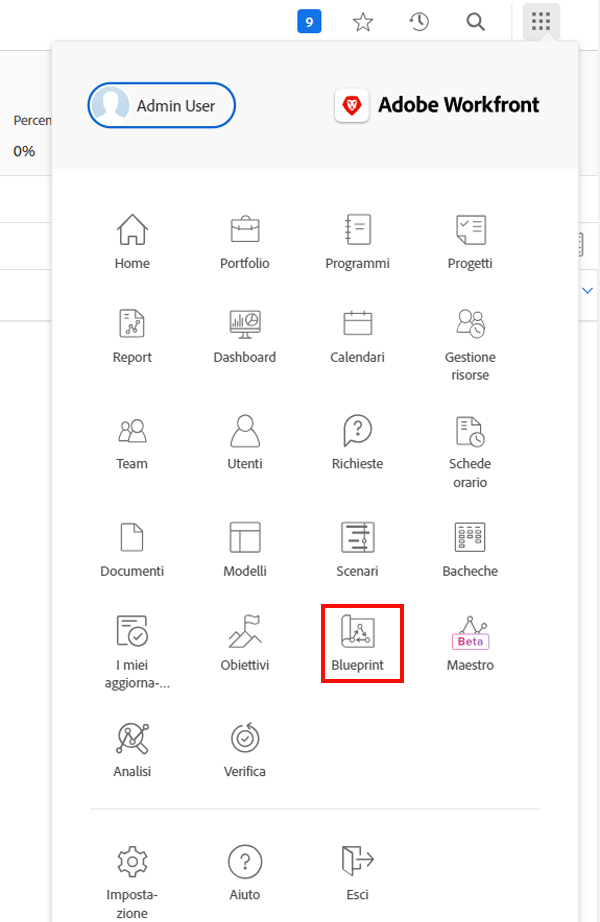 9
Admin User
Adobe Workfront
Percen
0%
Home
Portfolio
Programmi
Progetti
Report
Dashboard
Calendari
Gestione
risorse
Team
Utenti
Richieste
Schede
orario
Documenti
Modelli
Scenari
Bacheche
I miei
aggiorna-...
Obiettivi
Blueprint
Beta
Maestro
Analisi
Verifica
Imposta-
zione
Aiuto
Esci